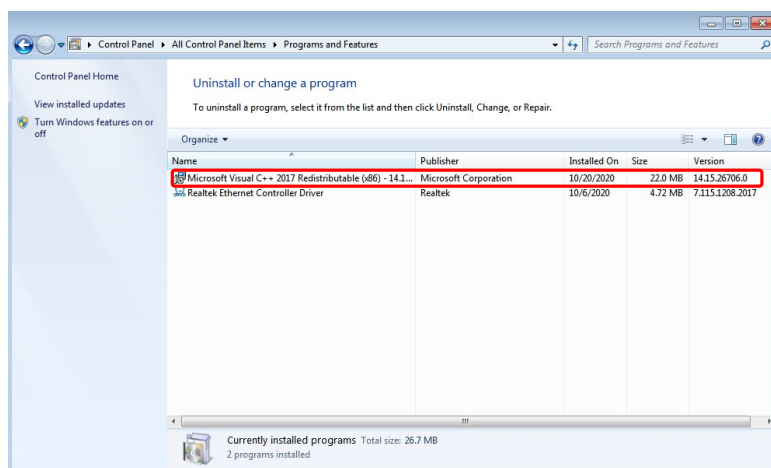 Control Panel ▸ All Control Panel Items ▸ Programs and Features
Search Programs and Features
Control Panel Home
View installed updates
Turn Windows features on or
off
Uninstall or change a program
To uninstall a program, select it from the list and then click Uninstall, Change, or Repair.
Organize
Name Publisher Installed On Size Version
Microsoft Visual C++ 2017 Redistributable (x86) - 14.1... Microsoft Corporation 10/20/2020 22.0 MB 14.15.26706.0
Realtek Ethernet Controller Driver Realtek 10/6/2020 4.72 MB 7.115.1208.2017
Currently installed programs Total size: 26.7 MB
2 programs installed